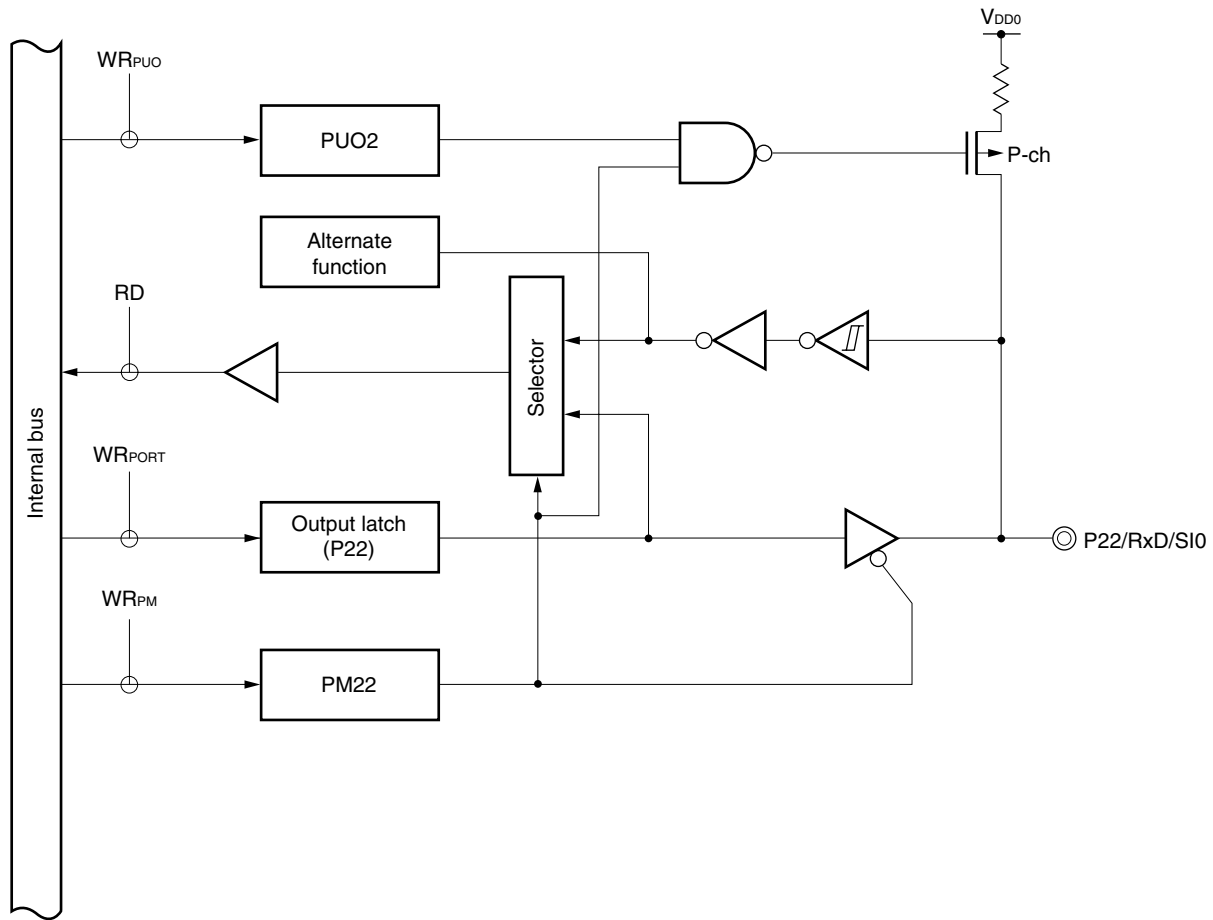 VDD0
WRPUO
PUO2
P-ch
Alternate
function
RD
Selector
Internal bus
WRPORT
Output latch
(P22)
P22/RxD/SI0
WRPM
PM22